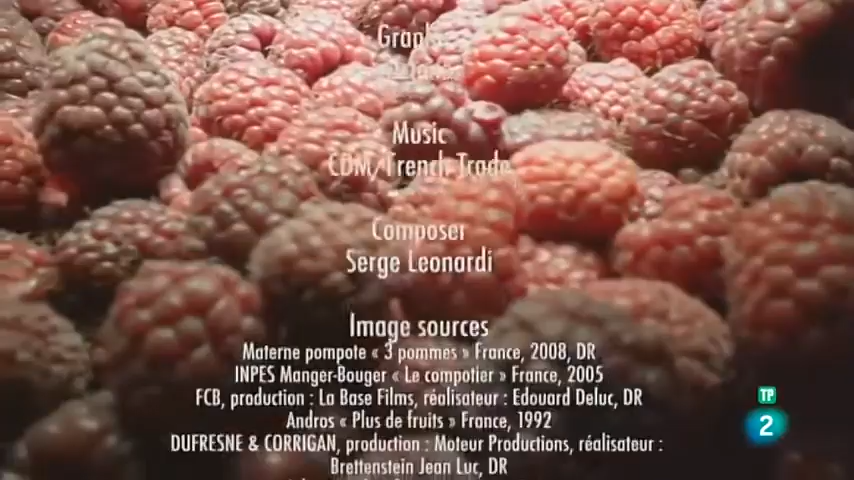 Music
CDM/Trench Trade
Composer
Serge Leonardi
Image sources
Materne pompote « 3 pommes » France, 2008, DR
INPES Manger-Bouger « Le compotier » France, 2005
FCB, production : La Base Films, réalisateur : Edouard Deluc, DR
Andros « Plus de fruits » France, 1992
DUFRESNE & CORRIGAN, production : Moteur Productions, réalisateur :
Brettenstein Jean Luc, DR
TP
2